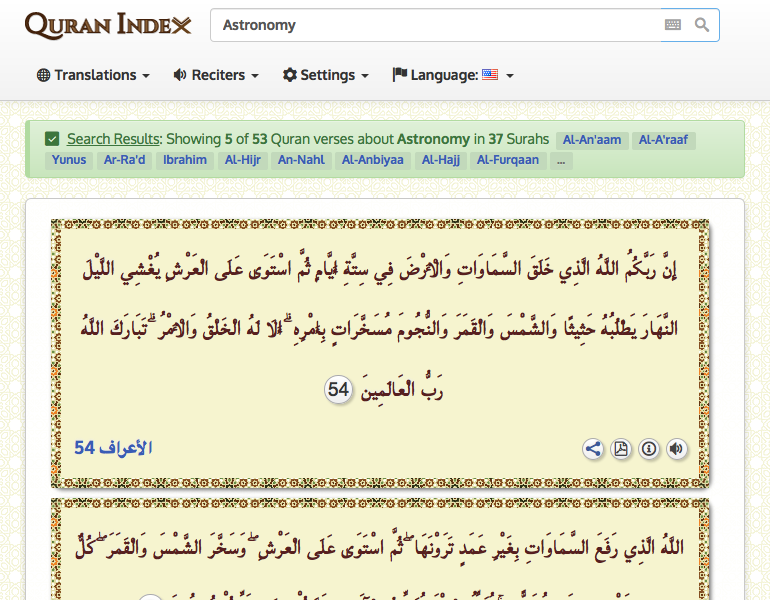 QURAN INDEX
Astronomy
Translations Reciters Settings Language:
Search Results: Showing 5 of 53 Quran verses about Astronomy in 37 Surahs Al-An'aam Al-A'raaf
Yunus Ar-Ra'd Ibrahim Al-Hijr An-Nahl Al-Anbiyaa Al-Hajj Al-Furqaan ...
إِنَّ رَبَّكُمُ اللَّهُ الَّذِي خَلَقَ السَّمَاوَاتِ وَالْأَرْضَ فِي سِتَّةِ أَيَّامٍ ثُمَّ اسْتَوَىٰ عَلَى الْعَرْشِ يُغْشِي اللَّيْلَ
النَّهَارَ يَطْلُبُهُ حَثِيثًا وَالشَّمْسَ وَالْقَمَرَ وَالنُّجُومَ مُسَخَّرَاتٍ بِأَمْرِهِ ۗ أَلَا لَهُ الْخَلْقُ وَالْأَمْرُ ۗ تَبَارَكَ اللَّهُ
رَبُّ الْعَالَمِينَ 54
الأعراف 54
اللَّهُ الَّذِي رَفَعَ السَّمَاوَاتِ بِغَيْرِ عَمَدٍ تَرَوْنَهَا ۖ ثُمَّ اسْتَوَىٰ عَلَى الْعَرْشِ ۖ وَسَخَّرَ الشَّمْسَ وَالْقَمَرَ ۖ كُلٌّ